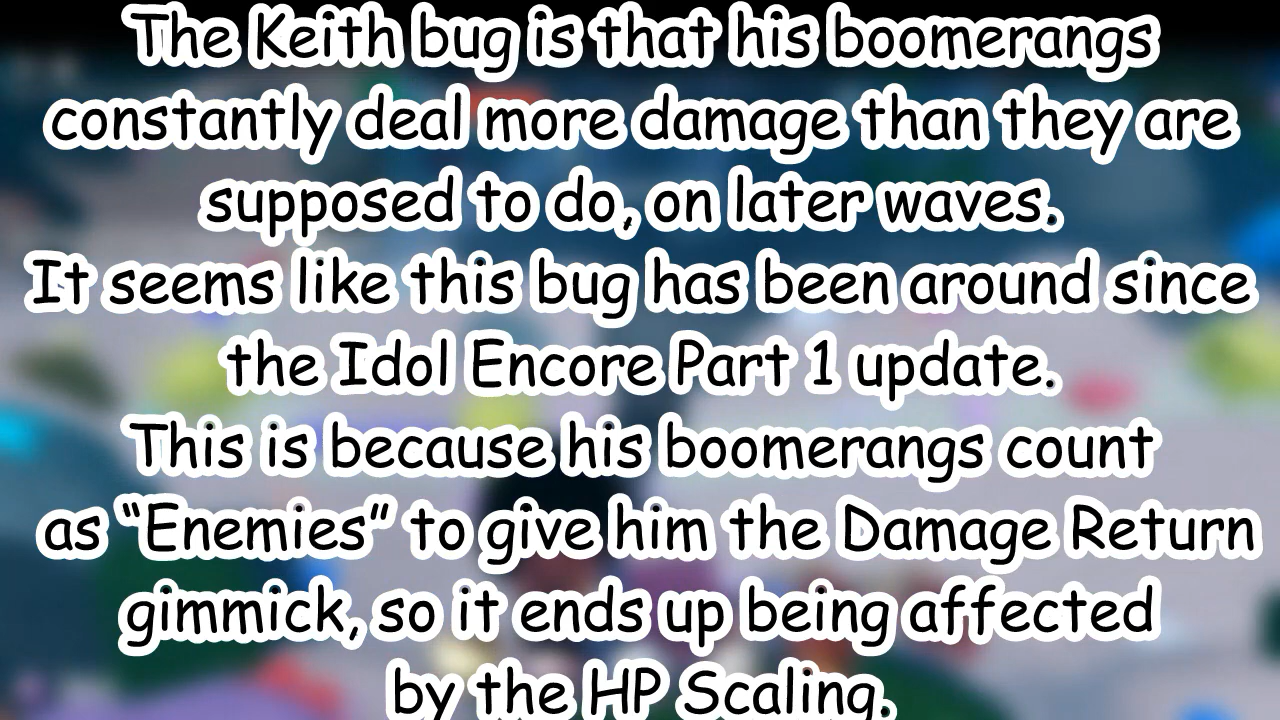 The Keith bug is that his boomerangs
constantly deal more damage than they are
supposed to do, on later waves.
It seems like this bug has been around since
the Idol Encore Part 1 update.
This is because his boomerangs count
as “Enemies” to give him the Damage Return
gimmick, so it ends up being affected
by the HP Scaling.